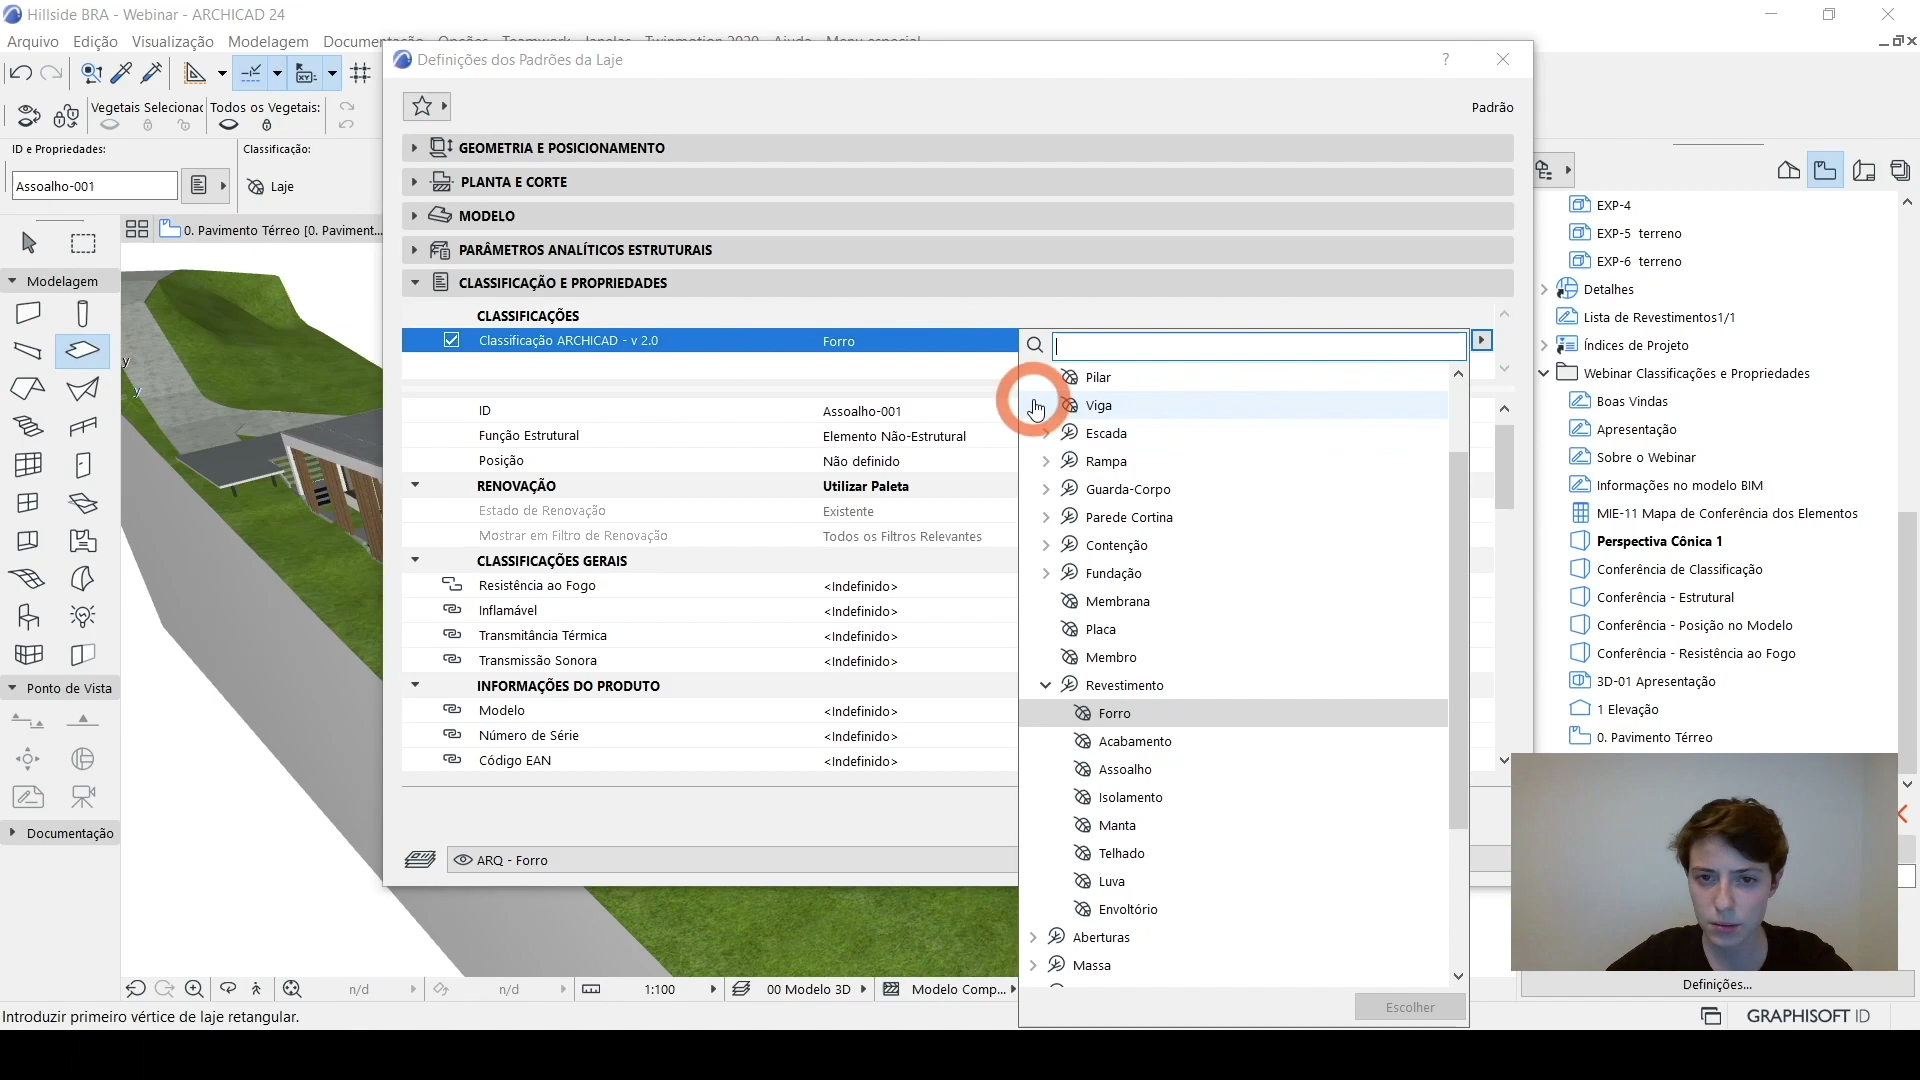 Hillside BRA - Webinar - ARCHICAD 24
Arquivo Edição Visualização Modelagem
Definições dos Padrões da Laje
?
Padrão
Vegetais Selecionac Todos os Vegetais:
ID e Propriedades: Classificação:
Assoalho-001 Laje
0. Pavimento Térreo [0. Paviment...
Modelagem
Ponto de Vista
Documentação
y
y
GEOMETRIA E POSICIONAMENTO
PLANTA E CORTE
MODELO
PARÂMETROS ANALÍTICOS ESTRUTURAIS
CLASSIFICAÇÃO E PROPRIEDADES
CLASSIFICAÇÕES
Classificação ARCHICAD - v 2.0 Forro
ID Assoalho-001
Função Estrutural Elemento Não-Estrutural
Posição Não definido
RENOVAÇÃO Utilizar Paleta
Estado de Renovação Existente
Mostrar em Filtro de Renovação Todos os Filtros Relevantes
CLASSIFICAÇÕES GERAIS
Resistência ao Fogo <Indefinido>
Inflamável <Indefinido>
Transmitância Térmica <Indefinido>
Transmissão Sonora <Indefinido>
INFORMAÇÕES DO PRODUTO
Modelo <Indefinido>
Número de Série <Indefinido>
Código EAN <Indefinido>
ARQ - Forro
Pilar
Viga
Escada
Rampa
Guarda-Corpo
Parede Cortina
Contenção
Fundação
Membrana
Placa
Membro
Revestimento
Forro
Acabamento
Assoalho
Isolamento
Manta
Telhado
Luva
Envoltório
Aberturas
Massa
Escolher
EXP-4
EXP-5 terreno
EXP-6 terreno
Detalhes
Lista de Revestimentos1/1
Índices de Projeto
Webinar Classificações e Propriedades
Boas Vindas
Apresentação
Sobre o Webinar
Informações no modelo BIM
MIE-11 Mapa de Conferência dos Elementos
Perspectiva Cônica 1
Conferência de Classificação
Conferência - Estrutural
Conferência - Posição no Modelo
Conferência - Resistência ao Fogo
3D-01 Apresentação
1 Elevação
0. Pavimento Térreo
Definições...
n/d n/d 1:100 00 Modelo 3D Modelo Comp...
Introduzir primeiro vértice de laje retangular.
GRAPHISOFT ID